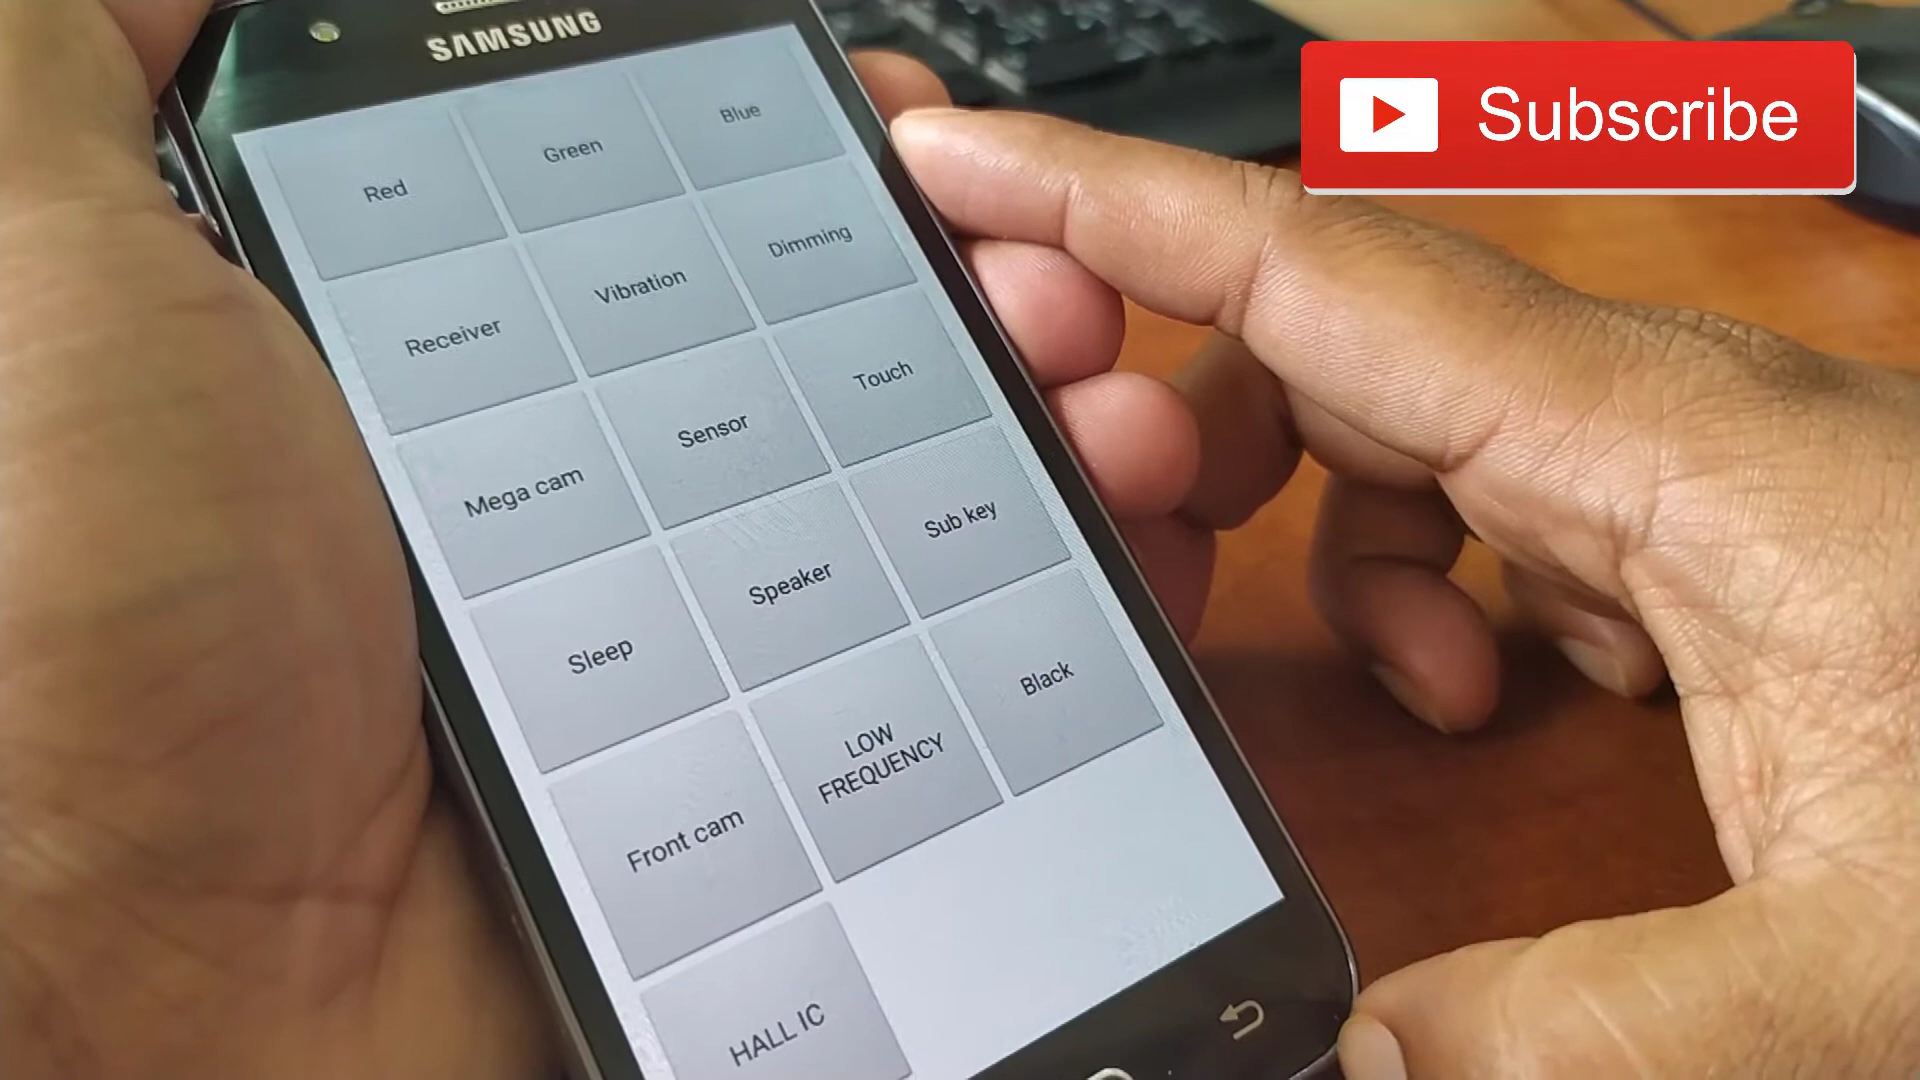 SAMSUNG
Subscribe
Red
Green
Blue
Receiver
Vibration
Dimming
Mega cam
Sensor
Touch
Sleep
Speaker
Sub key
Front cam
LOW
FREQUENCY
Black
HALL IC